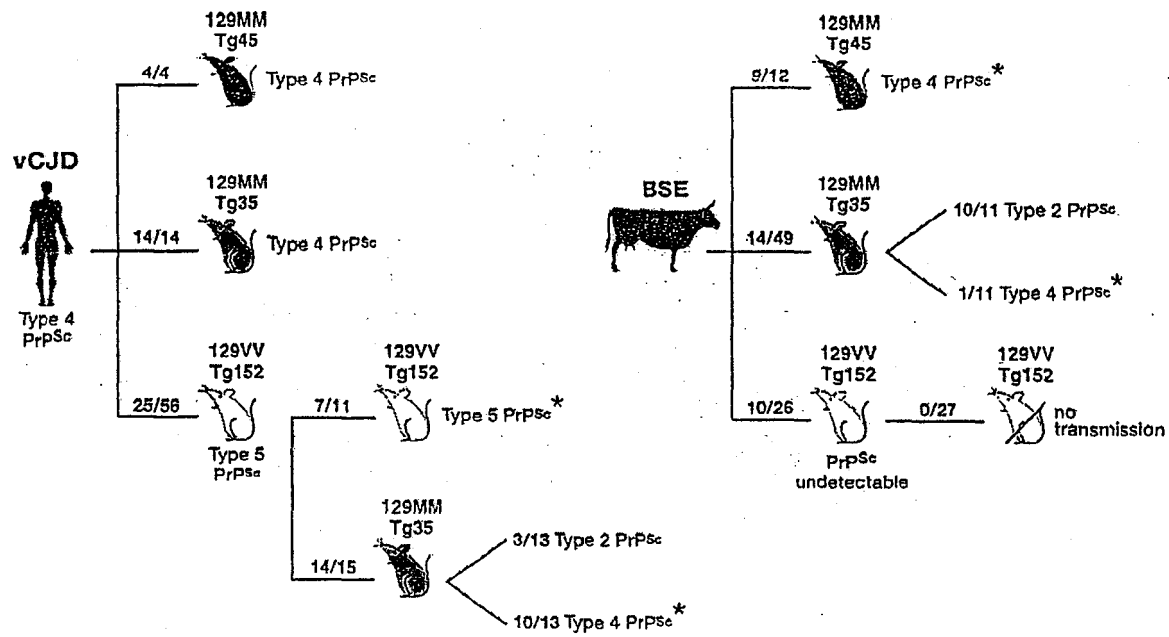 129MM
Tg45
4/4
Type 4 PrPSc
vCJD
129MM
Tg35
14/14
Type 4 PrPSc
Type 4
PrPSc
129VV
Tg152
25/56
Type 5
PrPSc
129VV
Tg152
7/11
Type 5 PrPSc*
129MM
Tg35
14/15
3/13 Type 2 PrPSc
10/13 Type 4 PrPSc*
129MM
Tg45
9/12
Type 4 PrPSc*
BSE
129MM
Tg35
14/49
10/11 Type 2 PrPSc
1/11 Type 4 PrPSc*
129VV
Tg152
10/26
PrPSc
undetectable
129VV
Tg152
0/27
no
transmission